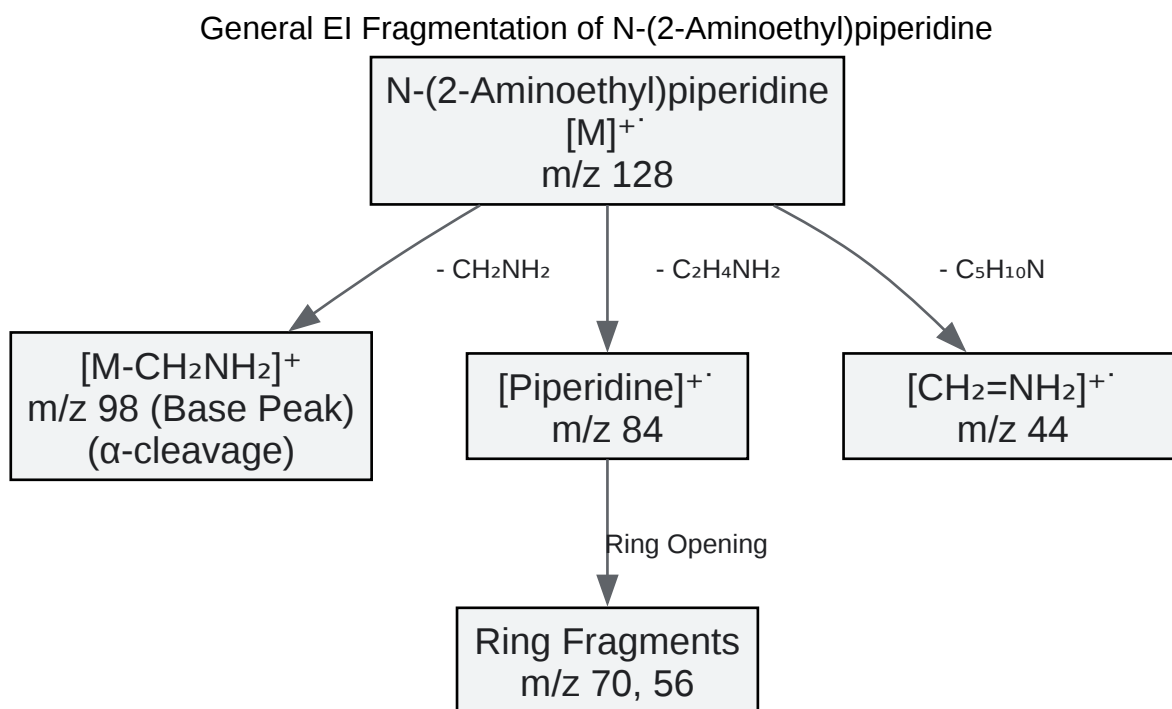 General EI Fragmentation of N-(2-Aminoethyl)piperidine
N-(2-Aminoethyl)piperidine
[M]⁺˙
m/z 128
- CH₂NH₂
- C₂H₄NH₂
- C₅H₁₀N
[M-CH₂NH₂]⁺
m/z 98 (Base Peak)
(α-cleavage)
[Piperidine]⁺˙
m/z 84
[CH₂=NH₂]⁺˙
m/z 44
Ring Opening
Ring Fragments
m/z 70, 56